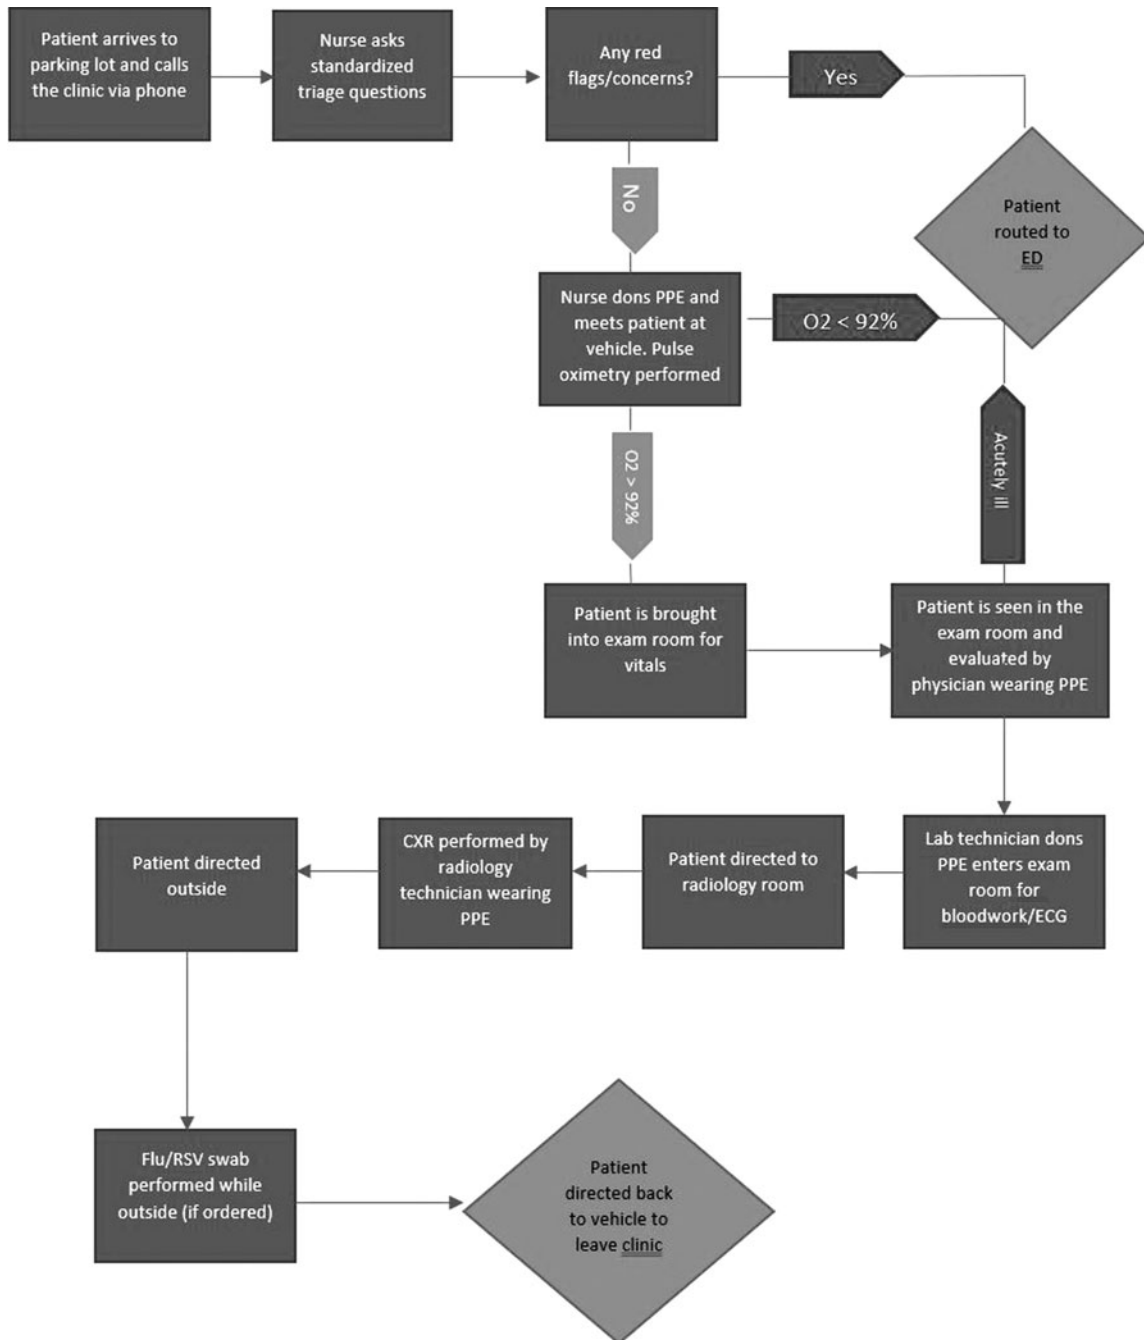 Patient arrives to
parking lot and calls
the clinic via phone
Nurse asks
standardized
triage questions
Any red
flags/concerns?
Yes
Patient
routed to
ED
No
Nurse dons PPE and
meets patient at
vehicle. Pulse
oximetry performed
O2 < 92%
O2 > 92%
Acutely ill
Patient is brought
into exam room for
vitals
Patient is seen in the
exam room and
evaluated by
physician wearing PPE
Lab technician dons
PPE enters exam
room for
bloodwork/ECG
Patient directed to
radiology room
CXR performed by
radiology
technician wearing
PPE
Patient directed
outside
Flu/RSV swab
performed while
outside (if ordered)
Patient
directed back
to vehicle to
leave clinic